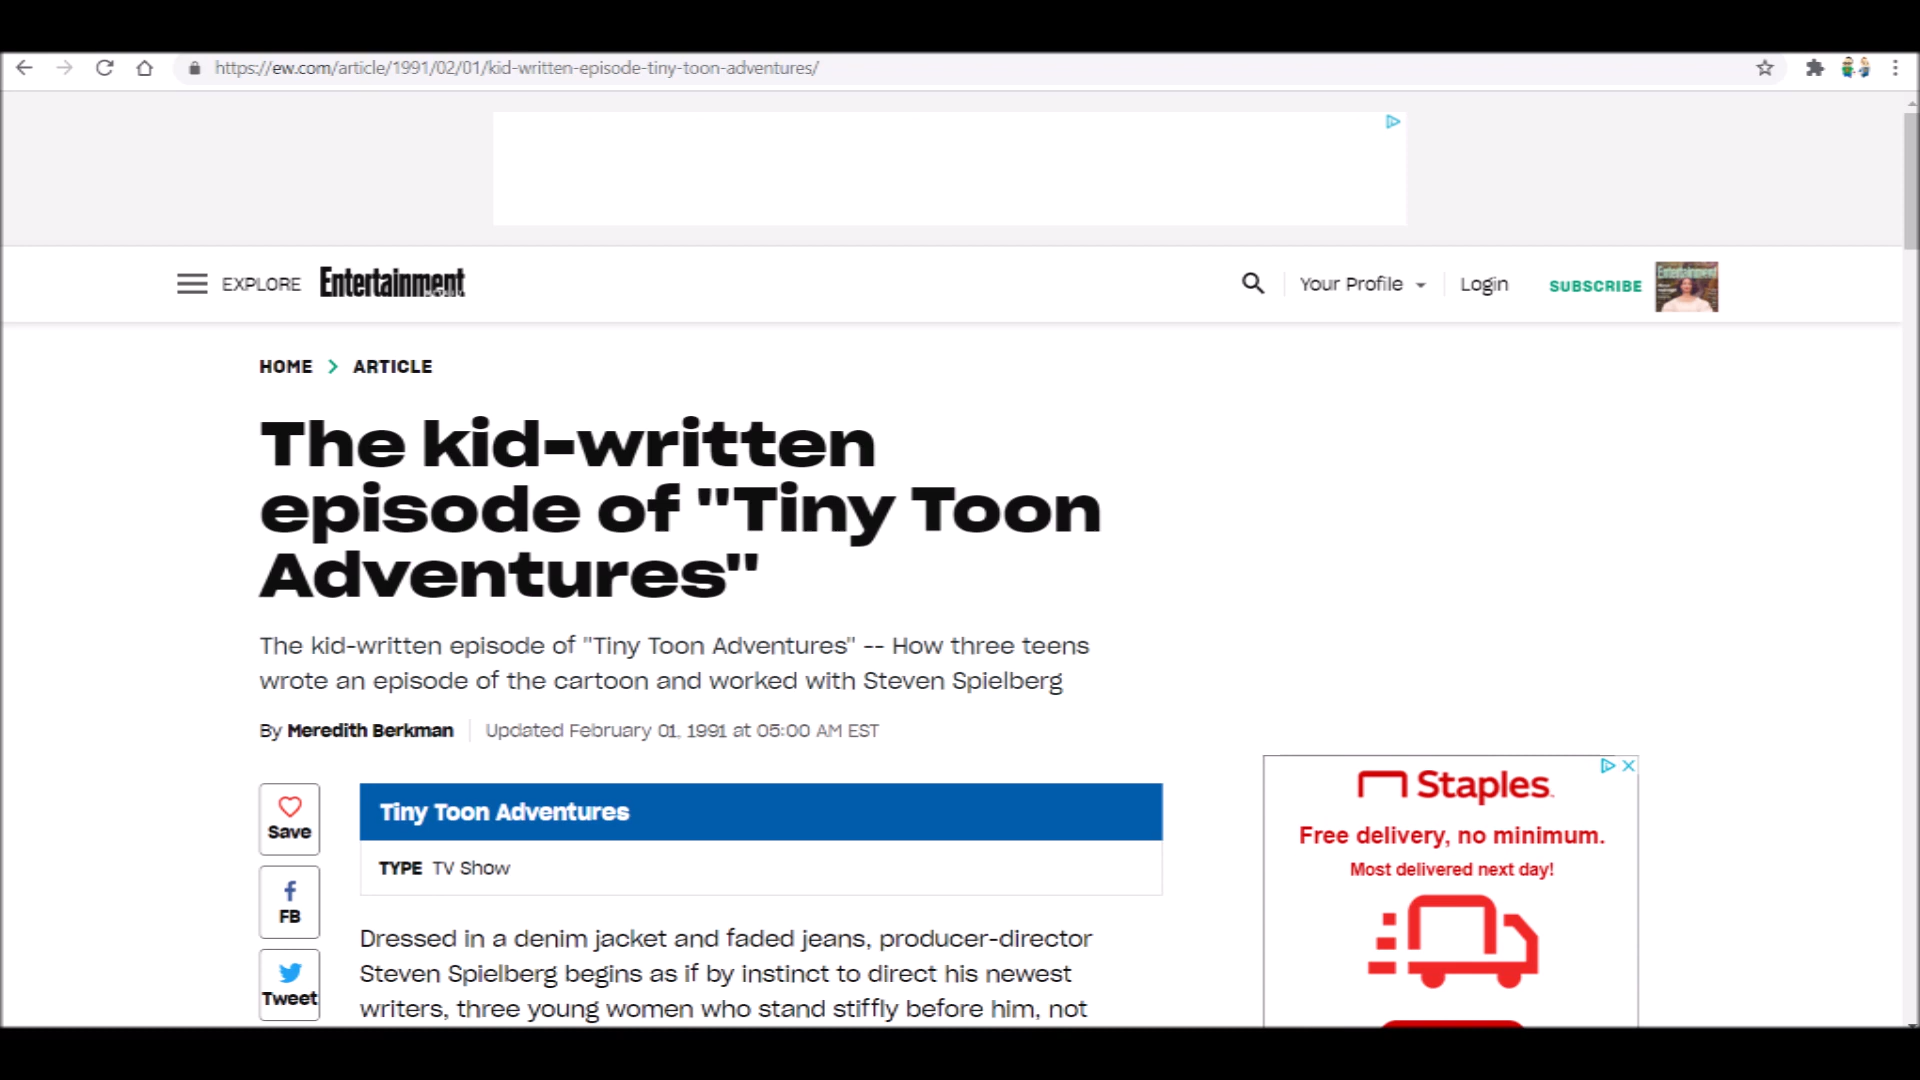 https://ew.com/article/1991/02/01/kid-written-episode-tiny-toon-adventures/
EXPLORE
Entertainment
Your Profile
Login
SUBSCRIBE
Entertainment
HOME > ARTICLE
The kid-written
episode of "Tiny Toon
Adventures"
The kid-written episode of "Tiny Toon Adventures" -- How three teens
wrote an episode of the cartoon and worked with Steven Spielberg
By Meredith Berkman
Updated February 01, 1991 at 05:00 AM EST
Save
FB
Tweet
Tiny Toon Adventures
TYPE TV Show
Dressed in a denim jacket and faded jeans, producer-director
Steven Spielberg begins as if by instinct to direct his newest
writers, three young women who stand stiffly before him, not
Staples
Free delivery, no minimum.
Most delivered next day!